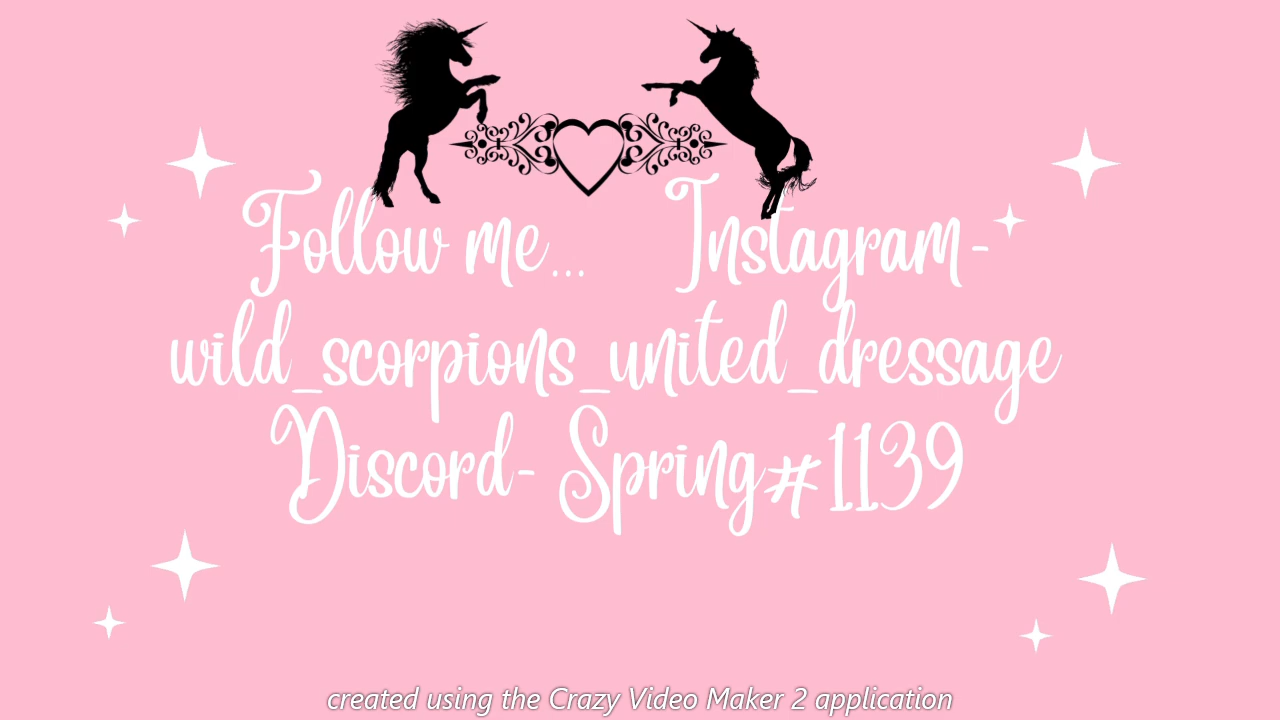 Follow me... Instagram-
wild_scorpions_united_dressage
Discord- Spring#1139
created using the Crazy Video Maker 2 application